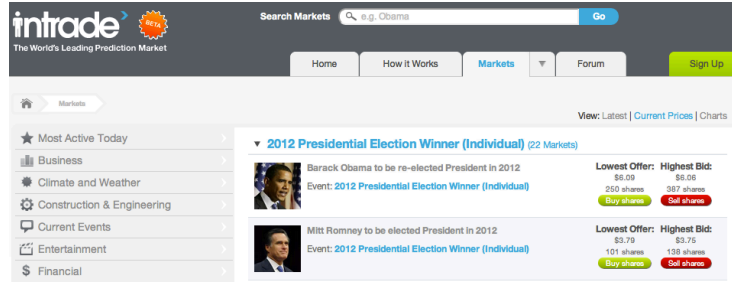 intrade
BETA
The World's Leading Prediction Market
Search Markets e.g. Obama Go
Home How it Works Markets Forum Sign Up
Markets
View: Latest | Current Prices | Charts
Most Active Today
Business
Climate and Weather
Construction & Engineering
Current Events
Entertainment
$ Financial
2012 Presidential Election Winner (Individual) (22 Markets)
Barack Obama to be re-elected President in 2012
Event: 2012 Presidential Election Winner (Individual)
Lowest Offer: Highest Bid:
$6.09 $6.06
250 shares 387 shares
Buy shares Sell shares
Mitt Romney to be elected President in 2012
Event: 2012 Presidential Election Winner (Individual)
Lowest Offer: Highest Bid:
$3.79 $3.75
101 shares 138 shares
Buy shares Sell shares